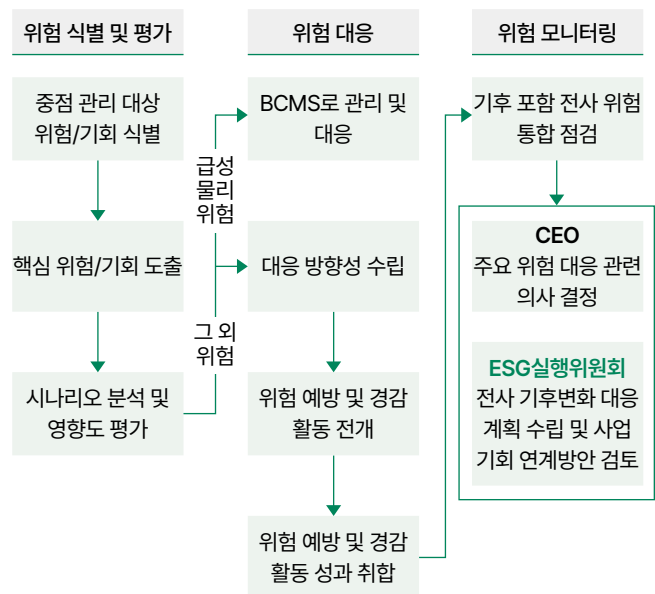 위험 식별 및 평가
중점 관리 대상
위험/기회 식별
핵심 위험/기회 도출
시나리오 분석 및
영향도 평가
급성
물리
위험
그 외
위험
위험 대응
BCMS로 관리 및
대응
대응 방향성 수립
위험 예방 및 경감
활동 전개
위험 예방 및 경감
활동 성과 취합
위험 모니터링
기후 포함 전사 위험
통합 점검
CEO
주요 위험 대응 관련
의사 결정
ESG실행위원회
전사 기후변화 대응
계획 수립 및 사업
기회 연계방안 검토